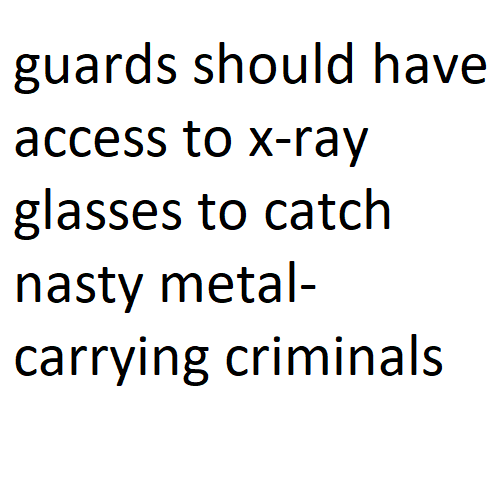 guards should have
access to x-ray
glasses to catch
nasty metal-
carrying criminals